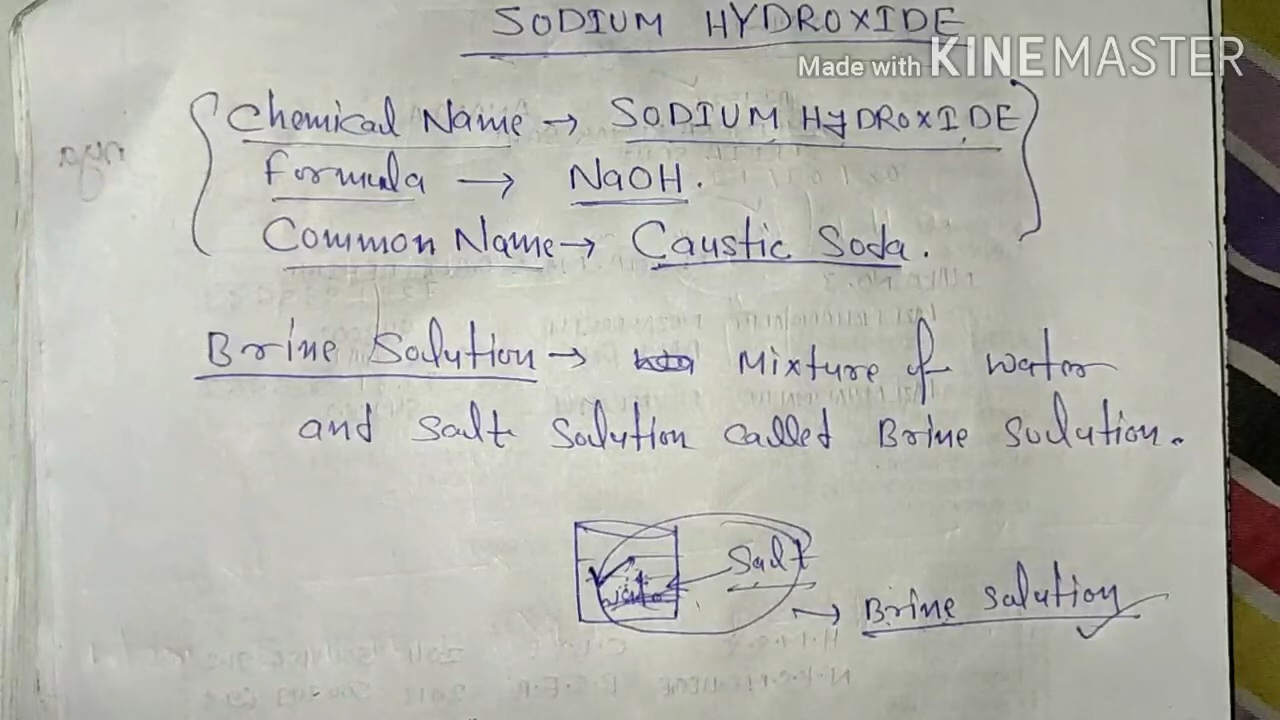 SODIUM HYDROXIDE
Made with KINEMASTER
Chemical Name → SODIUM HYDROXIDE
Formula → NaOH.
Common Name → Caustic Soda.
Brine Solution → Mixture of water
and Salt Solution called Brine Solution.
Salt
water
→ Brine solution